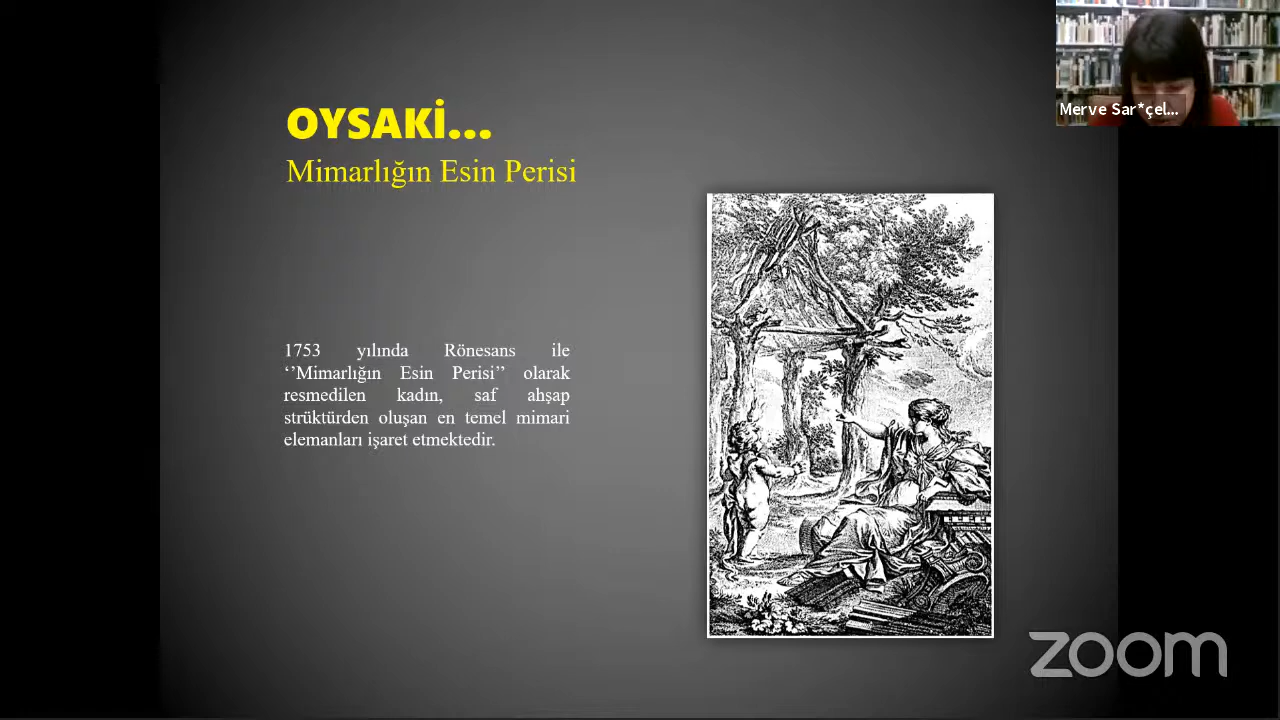 OYSAKİ...
Mimarlığın Esin Perisi
1753 yılında Rönesans ile
‘’Mimarlığın Esin Perisi’’ olarak
resmedilen kadın, saf ahşap
strüktürden oluşan en temel mimari
elemanları işaret etmektedir.
Merve Sar*çel...
zoom